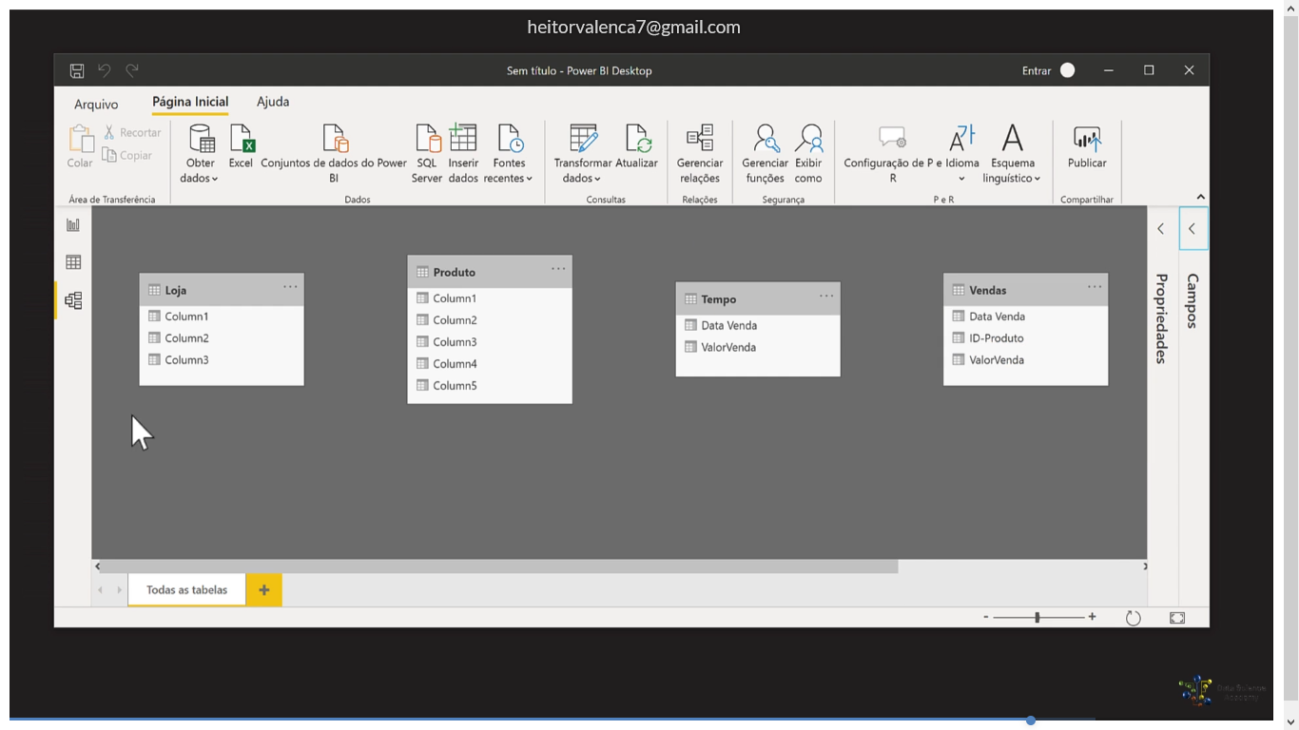 heitorvalenca7@gmail.com
Sem título - Power BI Desktop
Entrar
Arquivo
Página Inicial
Ajuda
Colar
Recortar
Copiar
Área de Transferência
Obter dados
Excel
Conjuntos de dados do Power BI
SQL Server
Inserir dados
Fontes recentes
Dados
Transformar dados
Atualizar
Consultas
Gerenciar relações
Relações
Gerenciar funções
Exibir como
Segurança
Configuração de P e R
Idioma
Esquema linguístico
P e R
Publicar
Compartilhar
Loja
Column1
Column2
Column3
Produto
Column1
Column2
Column3
Column4
Column5
Tempo
Data Venda
ValorVenda
Vendas
Data Venda
ID-Produto
ValorVenda
Propriedades
Campos
Todas as tabelas
Data Science
Academy